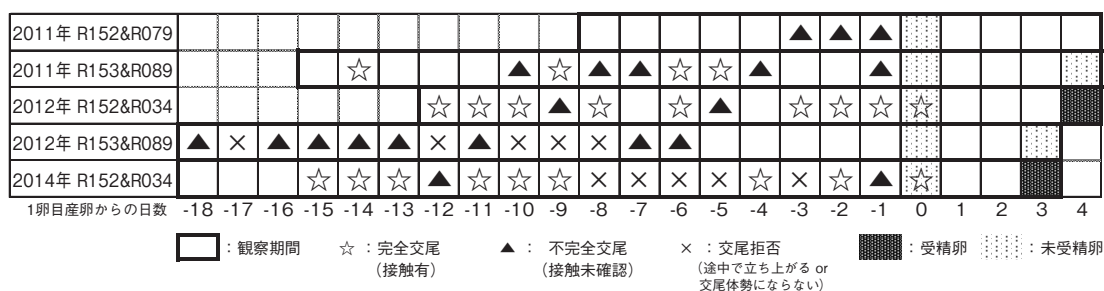 2011年 R152&R079 ▲ ▲ ▲
2011年 R153&R089 ☆ ▲ ☆ ▲ ▲ ☆ ☆ ▲ ▲
2012年 R152&R034 ☆ ☆ ☆ ▲ ☆ ☆ ▲ ☆ ☆ ☆ ☆
2012年 R153&R089 ▲ × ▲ ▲ ▲ ▲ × ▲ × × × ▲ ▲
2014年 R152&R034 ☆ ☆ ☆ ▲ ☆ ☆ ☆ × × × × ☆ × ☆ ▲ ☆
1卵目産卵からの日数 -18 -17 -16 -15 -14 -13 -12 -11 -10 -9 -8 -7 -6 -5 -4 -3 -2 -1 0 1 2 3 4
：観察期間 ☆：完全交尾 ▲：不完全交尾 ×：交尾拒否 ：受精卵 ：未受精卵
(接触有) (接触未確認) (途中で立ち上がる or
交尾体勢にならない)